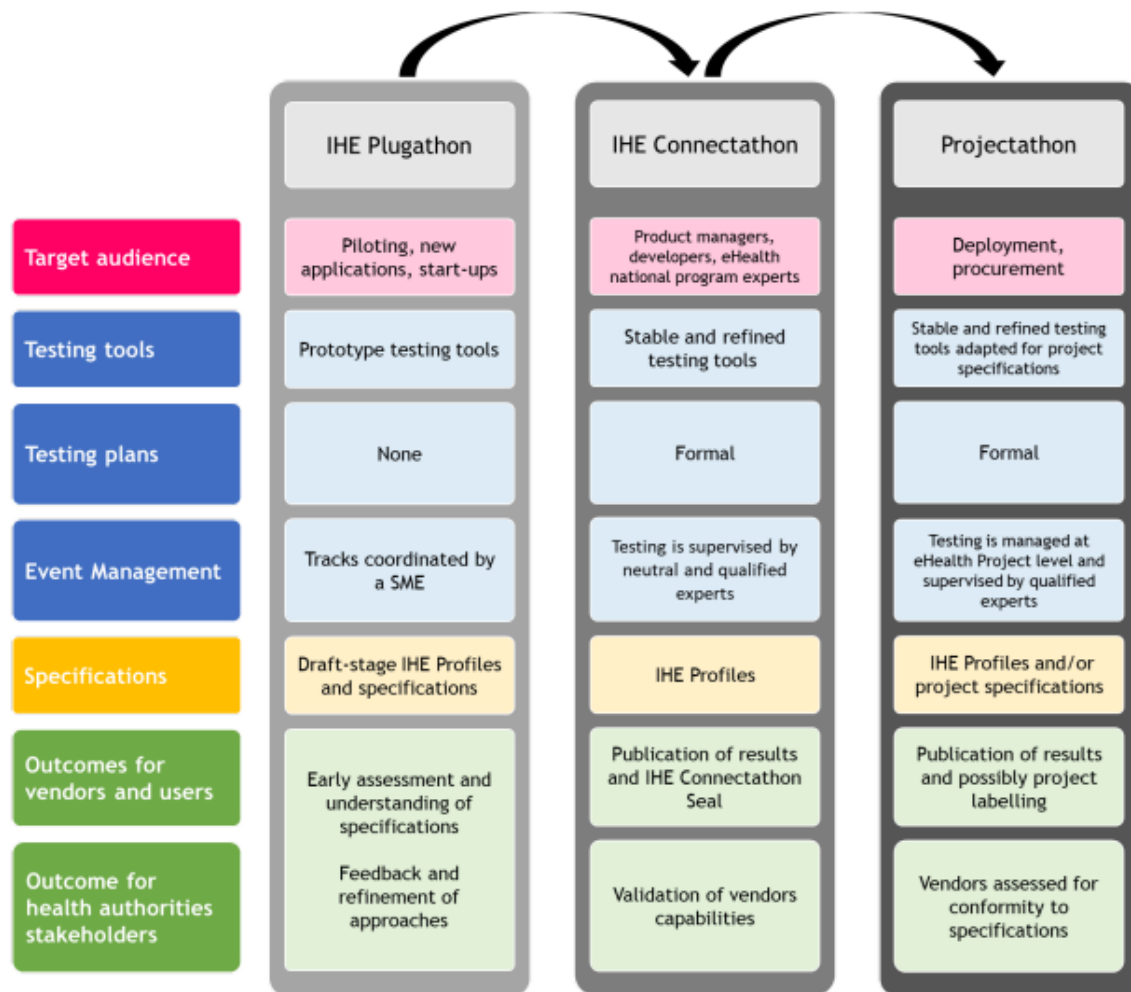 IHE Plugathon
IHE Connectathon
Projectathon
Target audience
Piloting, new
applications, start-ups
Product managers,
developers, eHealth
national program experts
Deployment,
procurement
Testing tools
Prototype testing tools
Stable and refined
testing tools
Stable and refined testing
tools adapted for project
specifications
Testing plans
None
Formal
Formal
Event Management
Tracks coordinated by
a SME
Testing is supervised by
neutral and qualified
experts
Testing is managed at
eHealth Project level and
supervised by qualified
experts
Specifications
Draft-stage IHE Profiles
and specifications
IHE Profiles
IHE Profiles and/or
project specifications
Outcomes for
vendors and users
Early assessment and
understanding of
specifications
Feedback and
refinement of
approaches
Publication of results
and IHE Connectathon
Seal
Publication of results
and possibly project
labelling
Outcome for
health authorities
stakeholders
Validation of vendors
capabilities
Vendors assessed for
conformity to
specifications